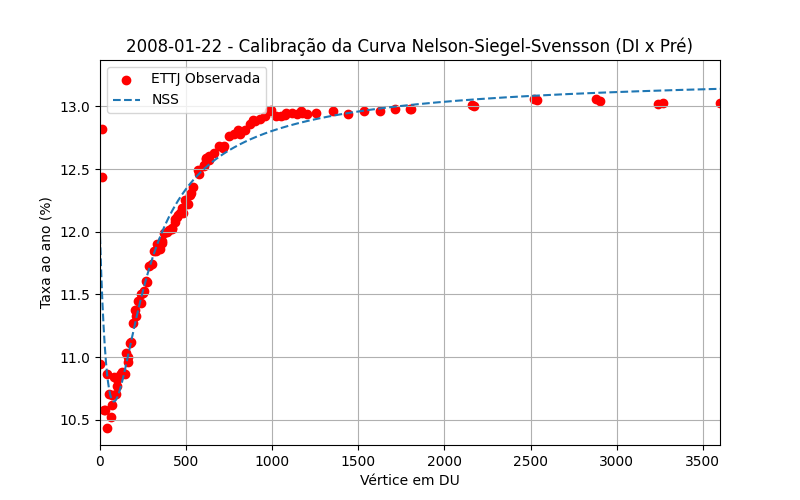 2008-01-22 - Calibração da Curva Nelson-Siegel-Svensson (DI x Pré)
ETTJ Observada
NSS
Taxa ao ano (%)
13.0
12.5
12.0
11.5
11.0
10.5
0 500 1000 1500 2000 2500 3000 3500
Vértice em DU